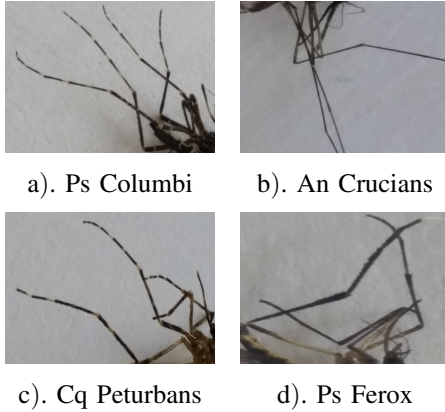 a). Ps Columbi
b). An Crucians
c). Cq Peturbans
d). Ps Ferox